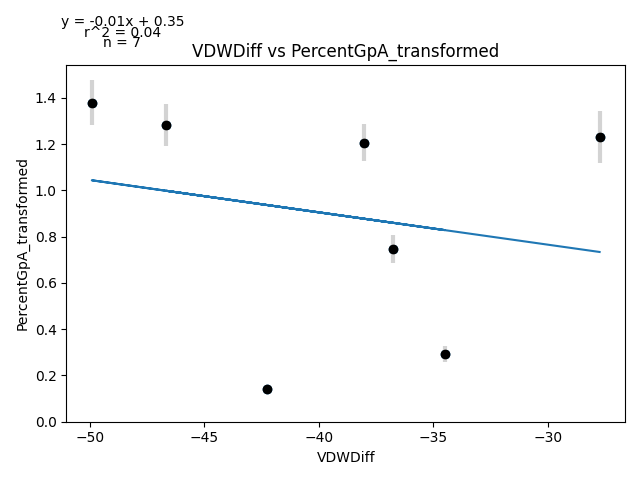 y = -0.01x + 0.35
r^2 = 0.04
n = 7
VDWDiff vs PercentGpA_transformed
PercentGpA_transformed
1.4
1.2
1.0
0.8
0.6
0.4
0.2
0.0
−50
−45
−40
−35
−30
VDWDiff